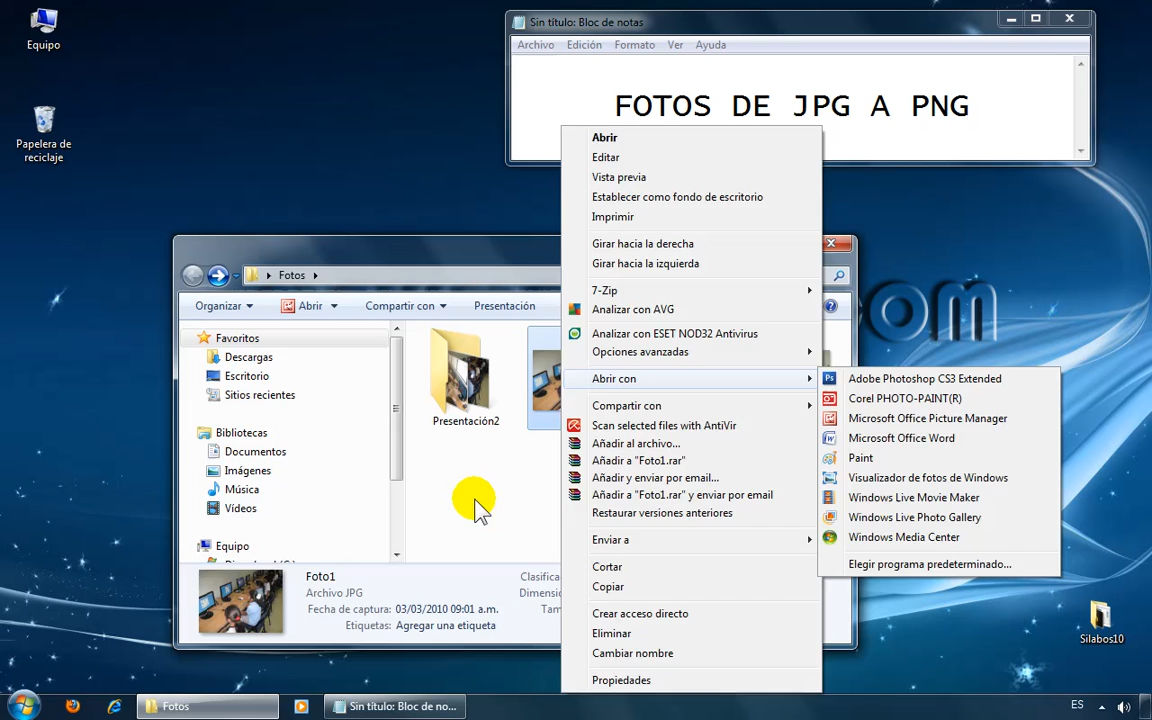 Equipo
Papelera de
reciclaje
Sin título: Bloc de notas
Archivo Edición Formato Ver Ayuda
FOTOS DE JPG A PNG
Fotos
Organizar Abrir Compartir con Presentación
Favoritos
Descargas
Escritorio
Sitios recientes
Bibliotecas
Documentos
Imágenes
Música
Vídeos
Equipo
Presentación2
Foto1
Archivo JPG
Fecha de captura: 03/03/2010 09:01 a.m.
Etiquetas: Agregar una etiqueta
Clasifica
Dimensio
Tam
Abrir
Editar
Vista previa
Establecer como fondo de escritorio
Imprimir
Girar hacia la derecha
Girar hacia la izquierda
7-Zip
Analizar con AVG
Analizar con ESET NOD32 Antivirus
Opciones avanzadas
Abrir con
Compartir con
Scan selected files with AntiVir
Añadir al archivo...
Añadir a "Foto1.rar"
Añadir y enviar por email...
Añadir a "Foto1.rar" y enviar por email
Restaurar versiones anteriores
Enviar a
Cortar
Copiar
Crear acceso directo
Eliminar
Cambiar nombre
Propiedades
Ps Adobe Photoshop CS3 Extended
Corel PHOTO-PAINT(R)
Microsoft Office Picture Manager
Microsoft Office Word
Paint
Visualizador de fotos de Windows
Windows Live Movie Maker
Windows Live Photo Gallery
Windows Media Center
Elegir programa predeterminado...
om
Silabos10
Fotos
Sin título: Bloc de no...
ES